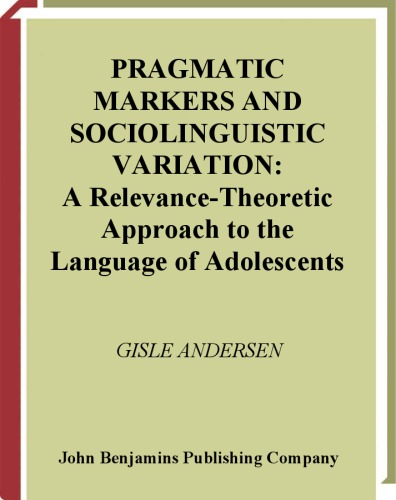 PRAGMATIC
MARKERS AND
SOCIOLINGUISTIC
VARIATION:
A Relevance-Theoretic
Approach to the
Language of Adolescents
GISLE ANDERSEN
John Benjamins Publishing Company